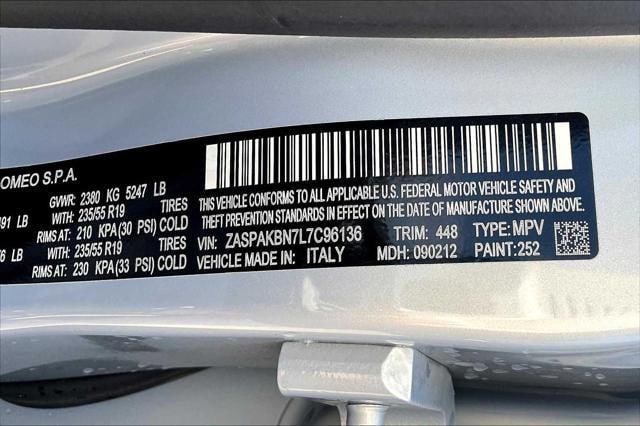 OMEO S.P.A.
GVWR: 2380 KG 5247 LB
491 LB WITH: 235/55 R19 TIRES
RIMS AT: 210 KPA(30 PSI) COLD
LB WITH: 235/55 R19 TIRES
RIMS AT: 230 KPA(33 PSI) COLD
THIS VEHICLE CONFORMS TO ALL APPLICABLE U.S. FEDERAL MOTOR VEHICLE SAFETY AND
THEFT PREVENTION STANDARDS IN EFFECT ON THE DATE OF MANUFACTURE SHOWN ABOVE.
VIN: ZASPAKBN7L7C96136 TRIM: 448 TYPE: MPV
VEHICLE MADE IN: ITALY MDH: 090212 PAINT: 252